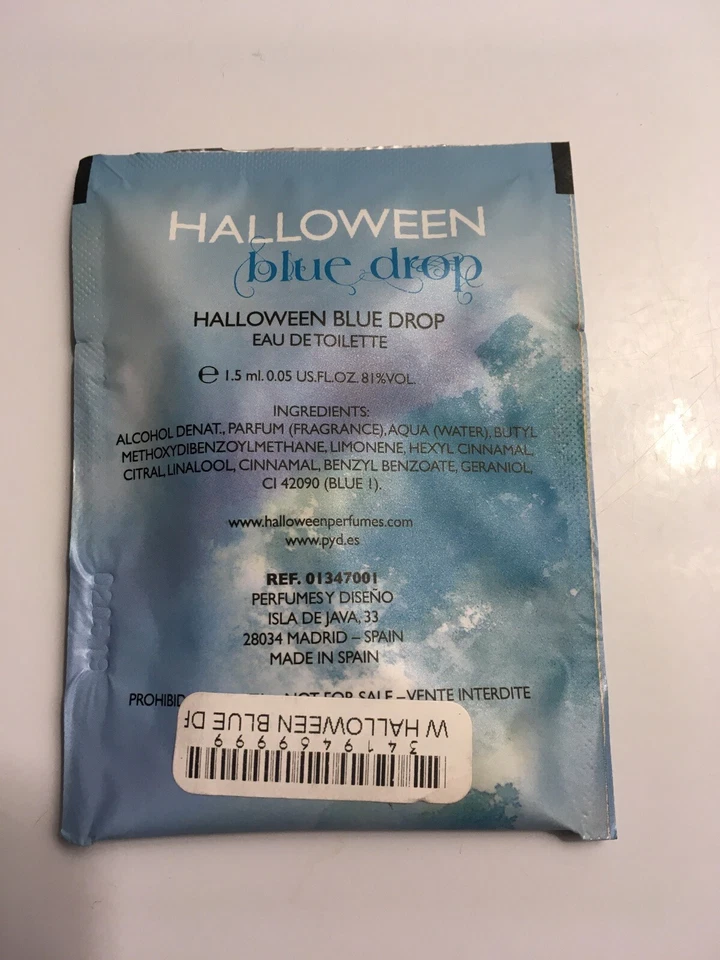 HALLOWEEN
blue drop
HALLOWEEN BLUE DROP
EAU DE TOILETTE
℮ 1.5 ml. 0.05 US.FL.OZ. 81%VOL.
INGREDIENTS:
ALCOHOL DENAT., PARFUM (FRAGRANCE), AQUA (WATER), BUTYL
METHOXYDIBENZOYLMETHANE, LIMONENE, HEXYL CINNAMAL,
CITRAL, LINALOOL, CINNAMAL, BENZYL BENZOATE, GERANIOL,
CI 42090 (BLUE 1).
www.halloweenperfumes.com
www.pyd.es
REF. 01347001
PERFUMES Y DISEÑO
ISLA DE JAVA, 33
28034 MADRID – SPAIN
MADE IN SPAIN
NOT FOR SALE – VENTE INTERDITE
W HALLOWEEN BLUE DR
3419469999